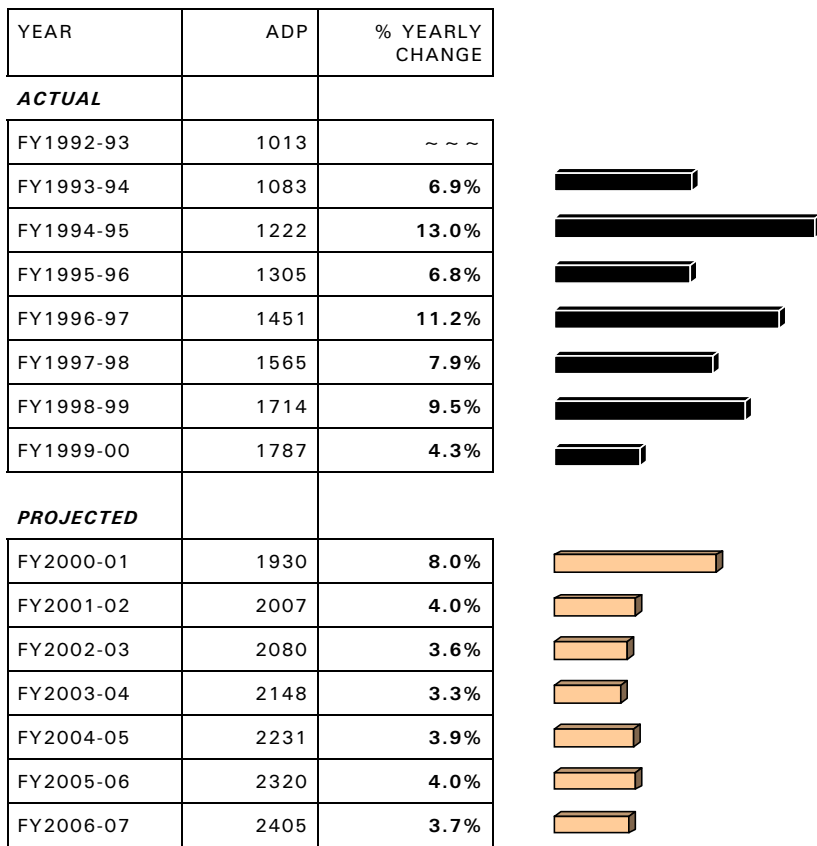 YEAR ADP % YEARLY
CHANGE
ACTUAL
FY1992-93 1013 ~ ~ ~
FY1993-94 1083 6.9%
FY1994-95 1222 13.0%
FY1995-96 1305 6.8%
FY1996-97 1451 11.2%
FY1997-98 1565 7.9%
FY1998-99 1714 9.5%
FY1999-00 1787 4.3%
PROJECTED
FY2000-01 1930 8.0%
FY2001-02 2007 4.0%
FY2002-03 2080 3.6%
FY2003-04 2148 3.3%
FY2004-05 2231 3.9%
FY2005-06 2320 4.0%
FY2006-07 2405 3.7%